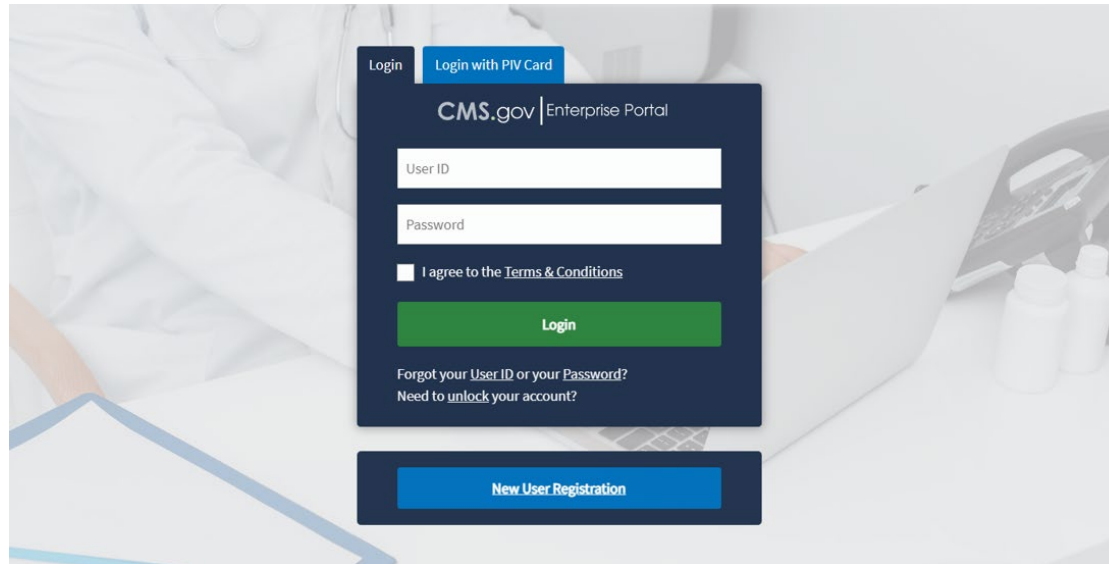 Login
Login with PIV Card
CMS.gov Enterprise Portal
User ID
Password
I agree to the Terms & Conditions
Login
Forgot your User ID or your Password?
Need to unlock your account?
New User Registration